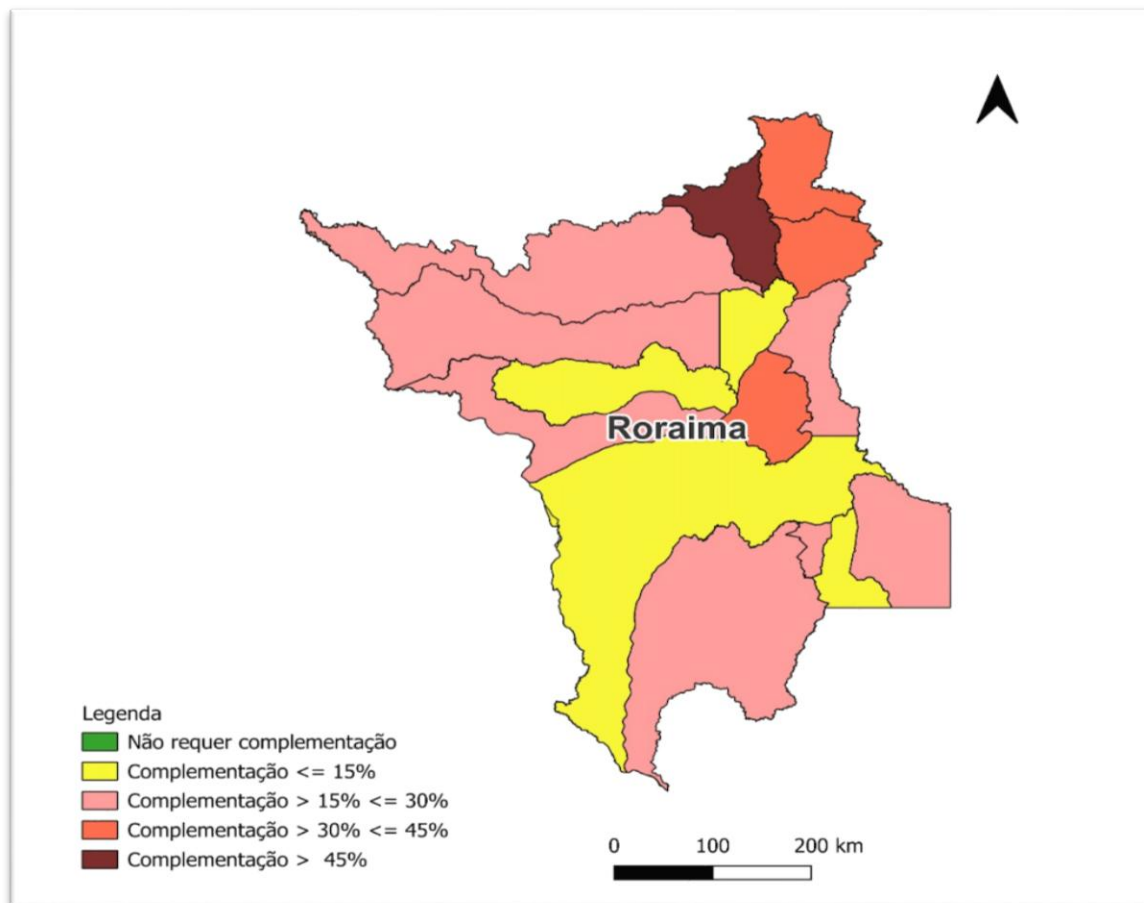 Roraima
Legenda
Não requer complementação
Complementação <= 15%
Complementação > 15% <= 30%
Complementação > 30% <= 45%
Complementação >  45%
0 100 200 km